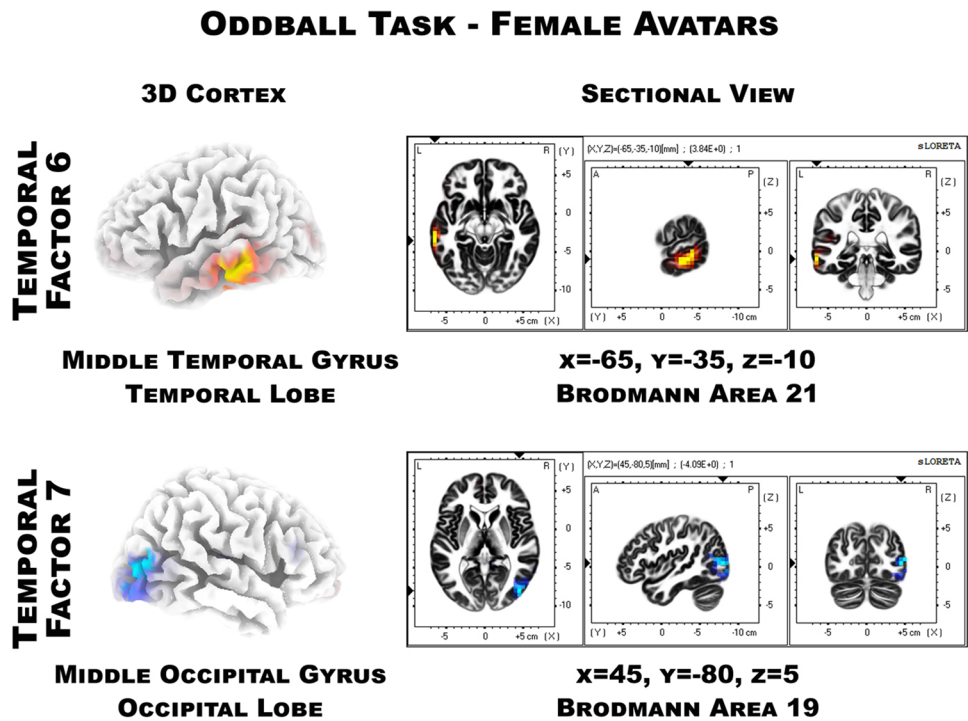 Oddball Task - Female Avatars
3D Cortex
Sectional View
Temporal
Factor 6
L R (Y)
(X,Y,Z)=(-65,-35,-10)[mm] ; (3.84E+0) ; 1
sLORETA
A P (Z)
L R (Z)
+5
0
-5
-10
-5 0 +5 cm (X)
+5
0
-5
(Y) +5 0 -5 -10 cm
+5
0
-5
-5 0 +5 cm (X)
Middle Temporal Gyrus
Temporal Lobe
x=-65, y=-35, z=-10
Brodmann Area 21
Temporal
Factor 7
L R (Y)
(X,Y,Z)=(45,-80,5)[mm] ; (-4.09E+0) ; 1
sLORETA
A P (Z)
L R (Z)
+5
0
-5
-10
-5 0 +5 cm (X)
+5
0
-5
(Y) +5 0 -5 -10 cm
+5
0
-5
-5 0 +5 cm (X)
Middle Occipital Gyrus
Occipital Lobe
x=45, y=-80, z=5
Brodmann Area 19